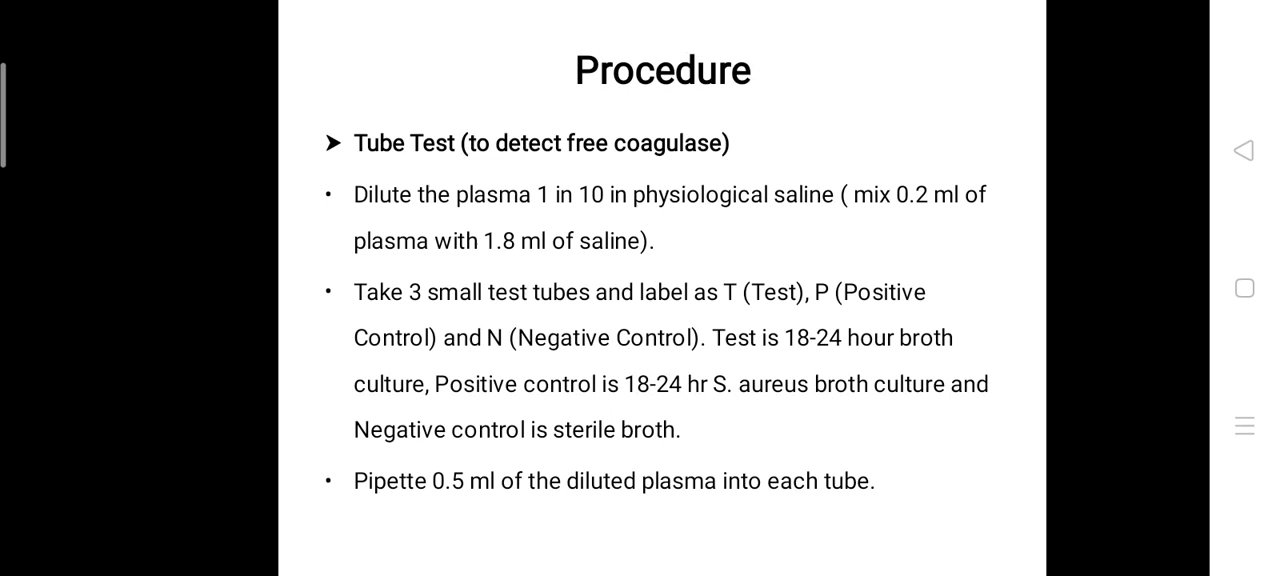 Procedure
➤ Tube Test (to detect free coagulase)
• Dilute the plasma 1 in 10 in physiological saline ( mix 0.2 ml of
plasma with 1.8 ml of saline).
• Take 3 small test tubes and label as T (Test), P (Positive
Control) and N (Negative Control). Test is 18-24 hour broth
culture, Positive control is 18-24 hr S. aureus broth culture and
Negative control is sterile broth.
• Pipette 0.5 ml of the diluted plasma into each tube.